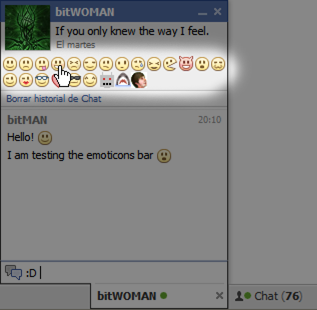 bitWOMAN
If you only knew the way I feel.
El martes
Borrar historial de Chat
bitMAN 20:10
Hello!
I am testing the emoticons bar
:D
bitWOMAN
Chat (76)